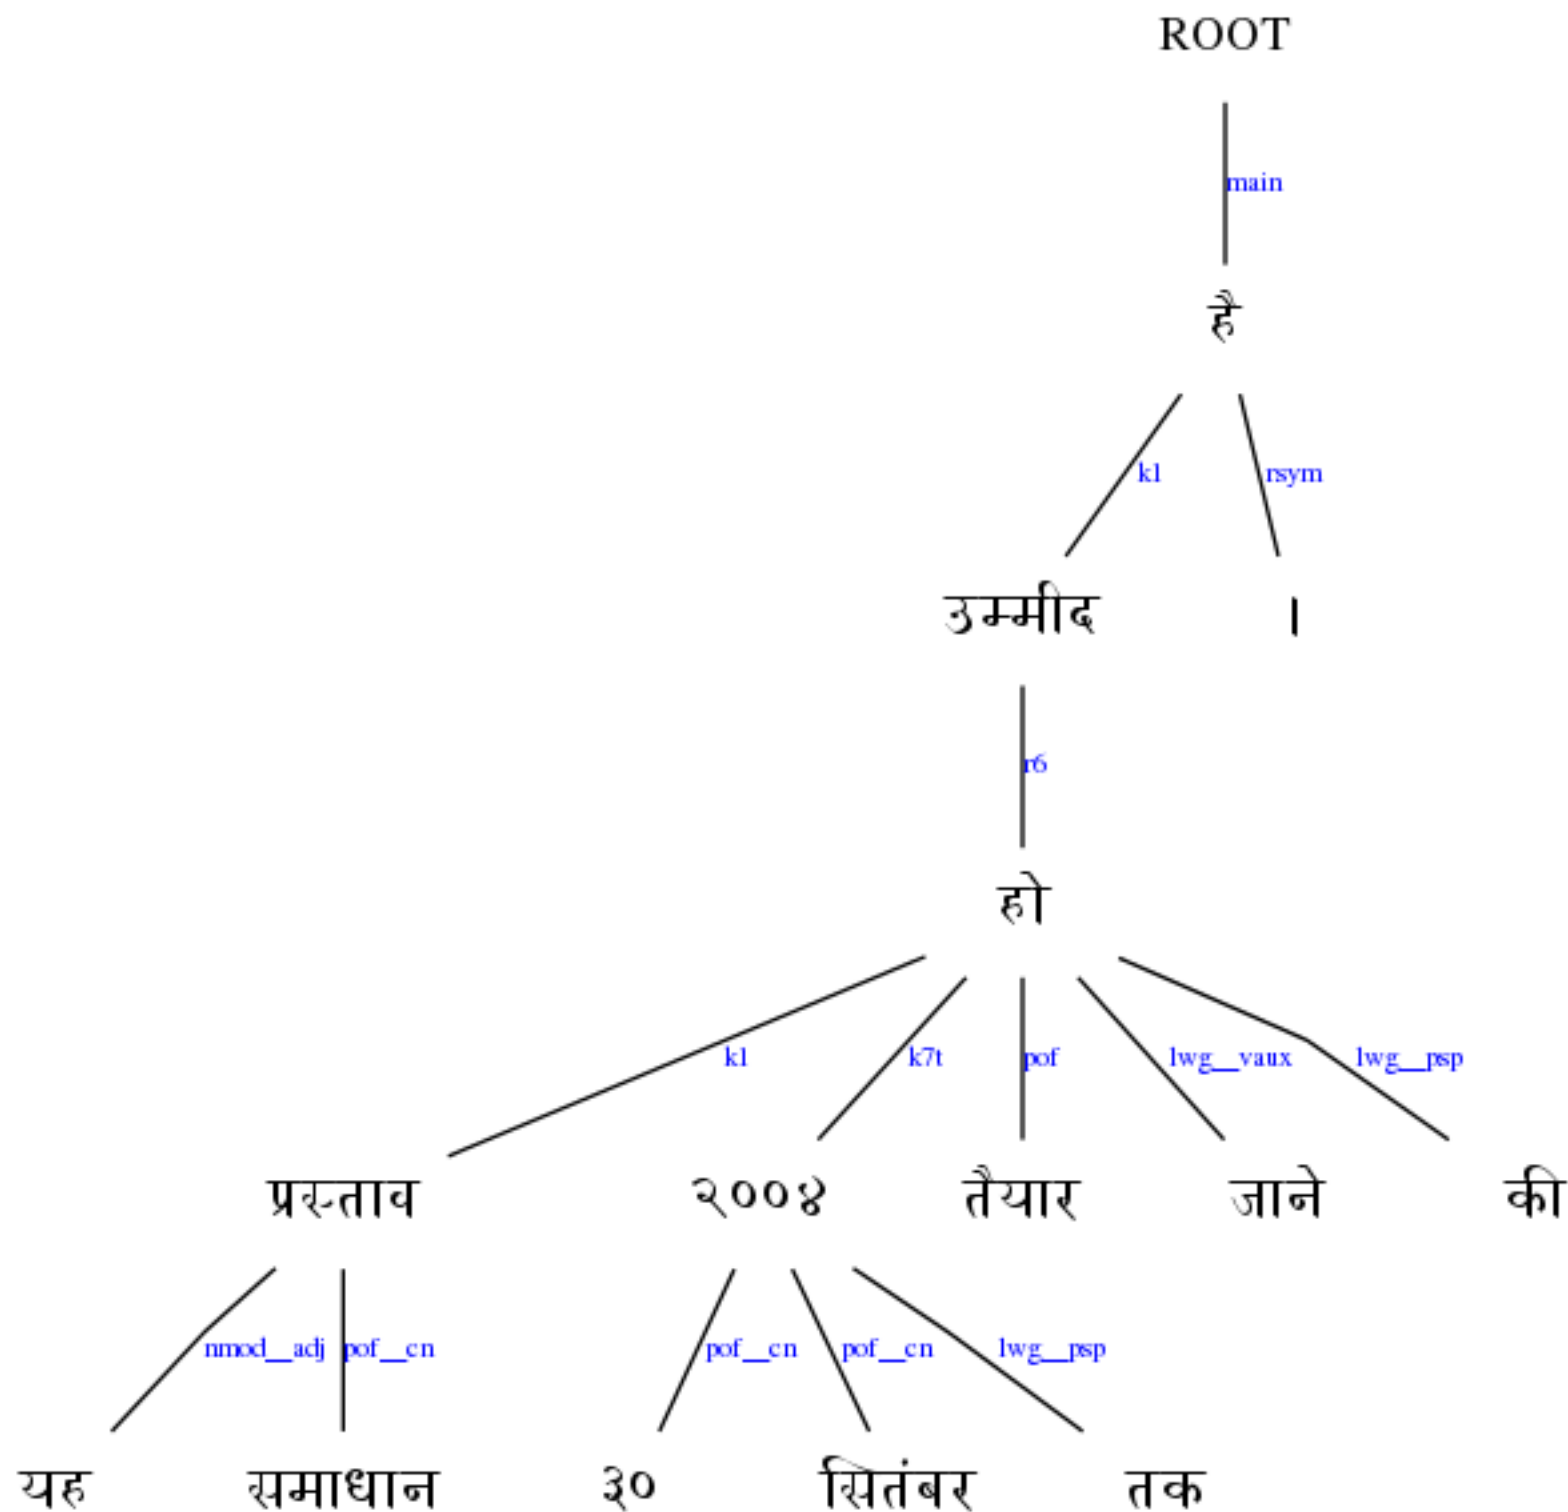 ROOT
main
है
k1 rsym
उम्मीद ।
r6
हो
k1 k7t pof lwg__vaux lwg__psp
प्रस्ताव २००४ तैयार जाने की
nmod__adj pof__cn pof__cn pof__cn lwg__psp
यह समाधान ३० सितंबर तक